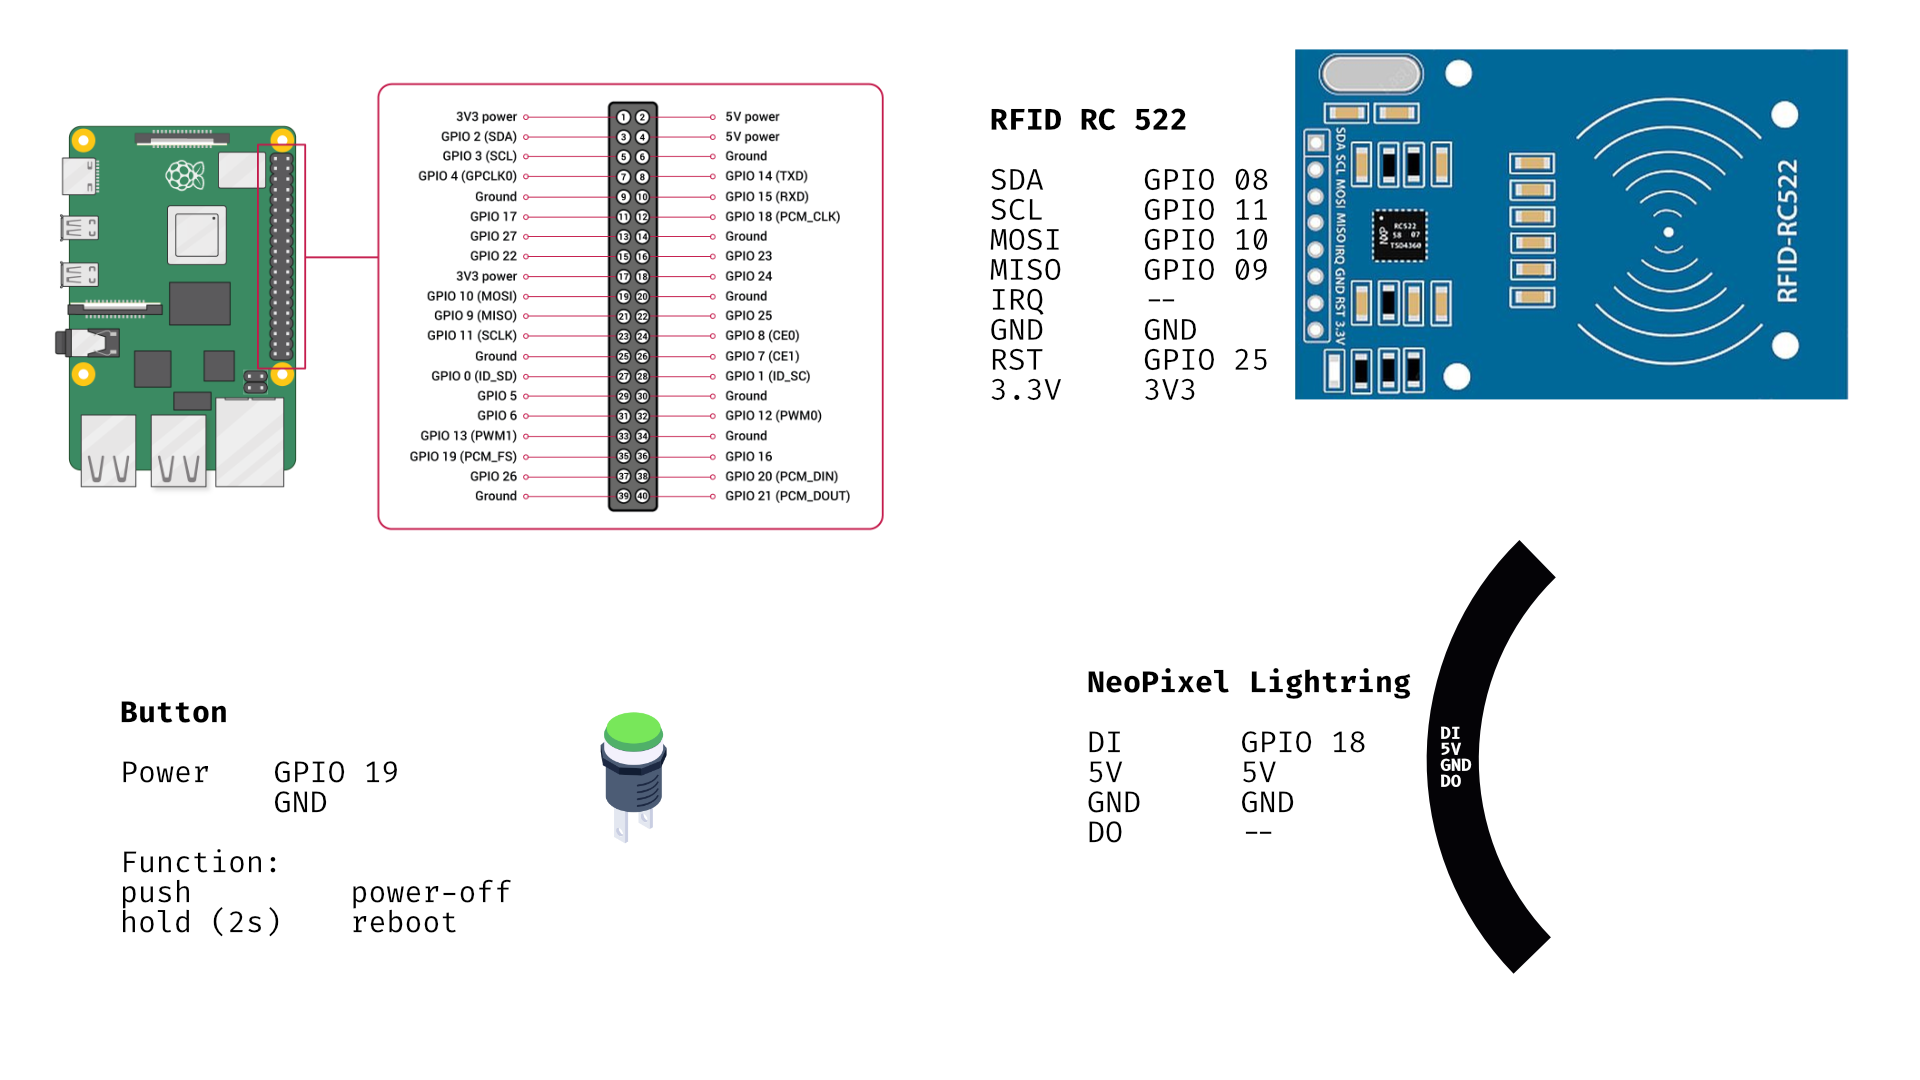 3V3 power 1 2 5V power
GPIO 2 (SDA) 3 4 5V power
GPIO 3 (SCL) 5 6 Ground
GPIO 4 (GPCLK0) 7 8 GPIO 14 (TXD)
Ground 9 10 GPIO 15 (RXD)
GPIO 17 11 12 GPIO 18 (PCM_CLK)
GPIO 27 13 14 Ground
GPIO 22 15 16 GPIO 23
3V3 power 17 18 GPIO 24
GPIO 10 (MOSI) 19 20 Ground
GPIO 9 (MISO) 21 22 GPIO 25
GPIO 11 (SCLK) 23 24 GPIO 8 (CE0)
Ground 25 26 GPIO 7 (CE1)
GPIO 0 (ID_SD) 27 28 GPIO 1 (ID_SC)
GPIO 5 29 30 Ground
GPIO 6 31 32 GPIO 12 (PWM0)
GPIO 13 (PWM1) 33 34 Ground
GPIO 19 (PCM_FS) 35 36 GPIO 16
GPIO 26 37 38 GPIO 20 (PCM_DIN)
Ground 39 40 GPIO 21 (PCM_DOUT)
RFID RC 522
SDA GPIO 08
SCL GPIO 11
MOSI GPIO 10
MISO GPIO 09
IRQ --
GND GND
RST GPIO 25
3.3V 3V3
SDA SCL MOSI MISO IRQ GND RST 3.3V
NXP
RC522
58 07
TSD4360
RFID-RC522
Button
Power GPIO 19
GND
Function:
push power-off
hold (2s) reboot
NeoPixel Lightring
DI GPIO 18
5V 5V
GND GND
DO --
DI
5V
GND
DO